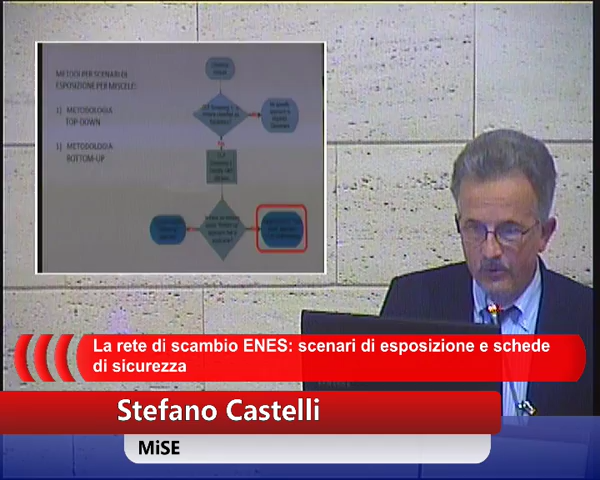 METODI PER SCENARI DI
ESPOSIZIONE PER MISCELE:
1) METODOLOGIA
TOP-DOWN
1) METODOLOGIA
BOTTOM-UP
La rete di scambio ENES: scenari di esposizione e schede
di sicurezza
Stefano Castelli
MiSE